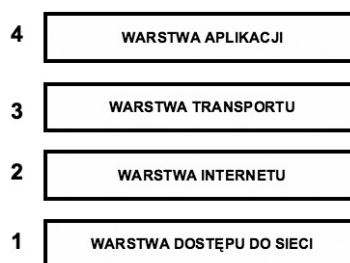 4 WARSTWA APLIKACJI
3 WARSTWA TRANSPORTU
2 WARSTWA INTERNETU
1 WARSTWA DOSTĘPU DO SIECI